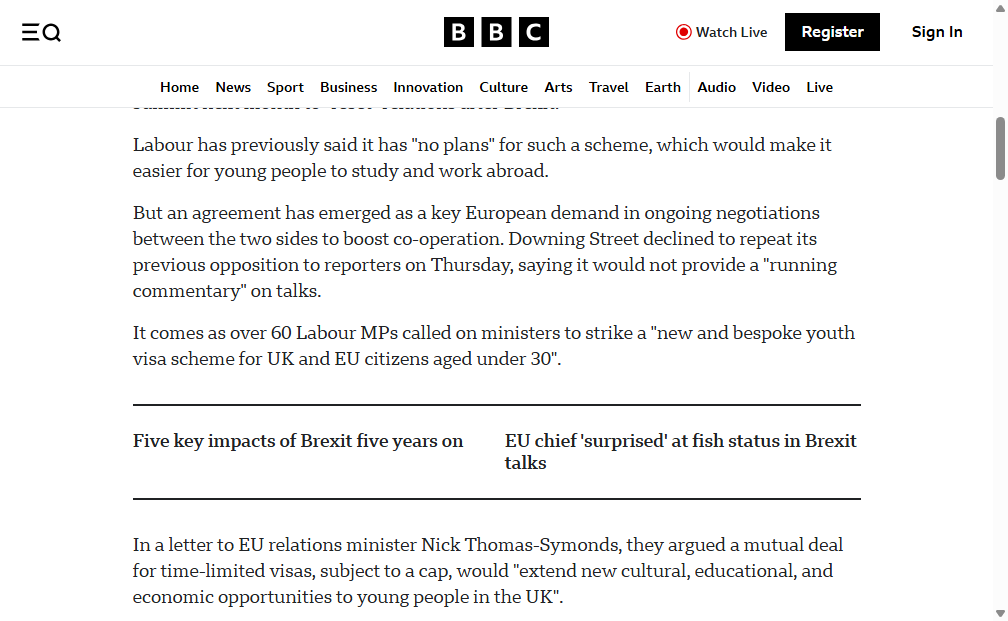 BBC
Watch Live
Register
Sign In
Home News Sport Business Innovation Culture Arts Travel Earth Audio Video Live
Labour has previously said it has "no plans" for such a scheme, which would make it
easier for young people to study and work abroad.
But an agreement has emerged as a key European demand in ongoing negotiations
between the two sides to boost co-operation. Downing Street declined to repeat its
previous opposition to reporters on Thursday, saying it would not provide a "running
commentary" on talks.
It comes as over 60 Labour MPs called on ministers to strike a "new and bespoke youth
visa scheme for UK and EU citizens aged under 30".
Five key impacts of Brexit five years on
EU chief 'surprised' at fish status in Brexit
talks
In a letter to EU relations minister Nick Thomas-Symonds, they argued a mutual deal
for time-limited visas, subject to a cap, would "extend new cultural, educational, and
economic opportunities to young people in the UK".